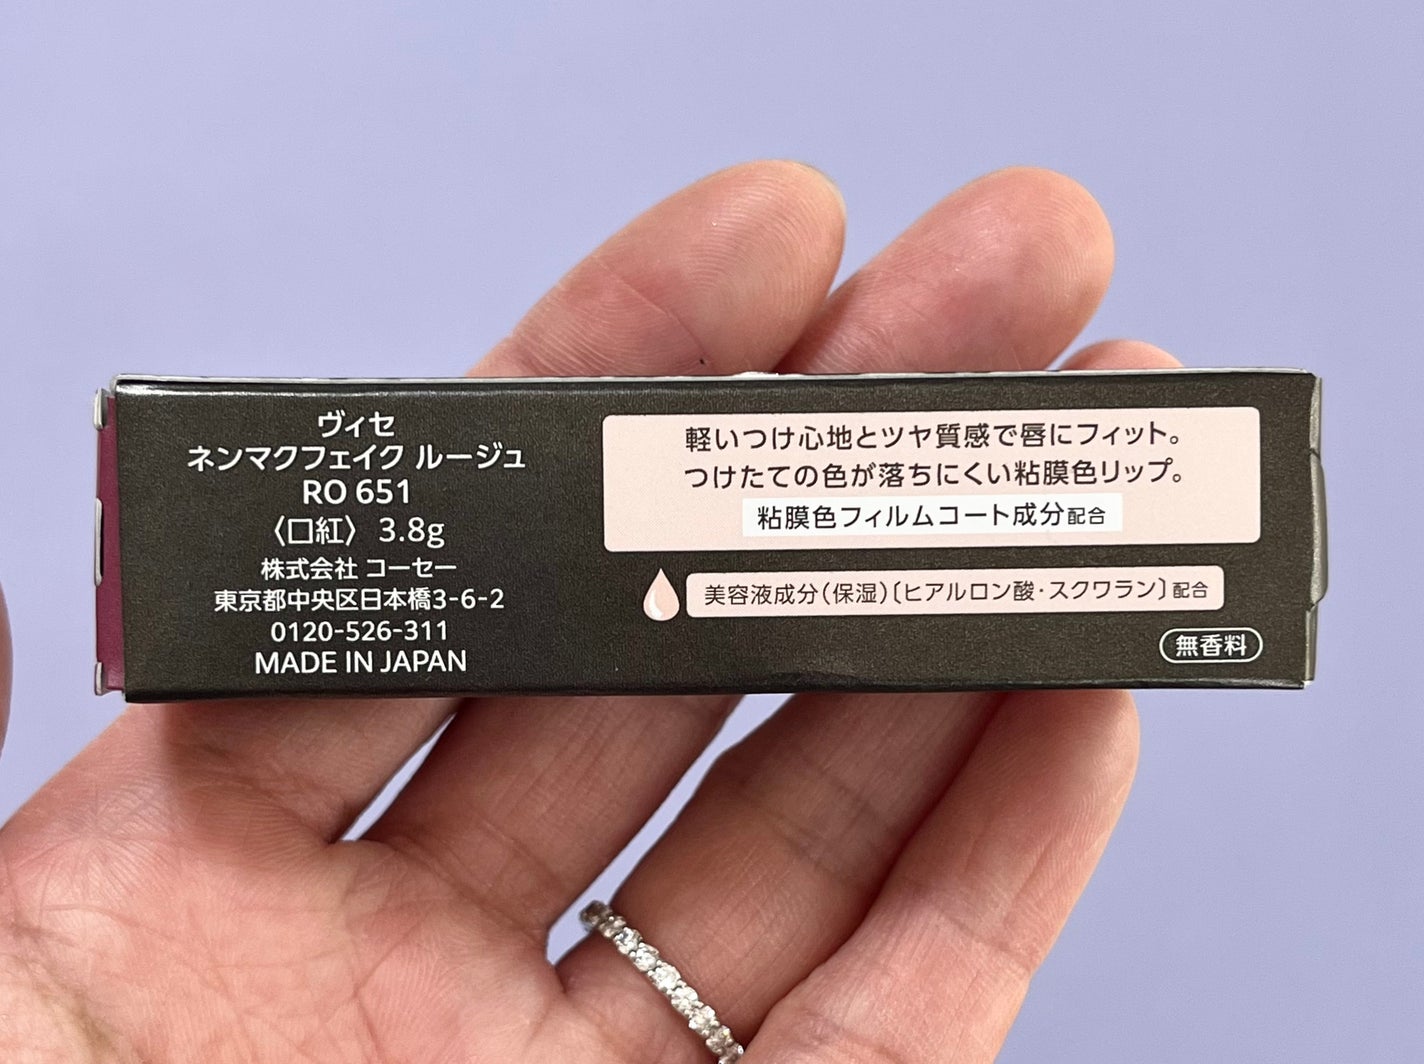 ヴィセ
ネンマクフェイク ルージュ
RO 651
〈口紅〉 3.8g
株式会社 コーセー
東京都中央区日本橋3-6-2
0120-526-311
MADE IN JAPAN
軽いつけ心地とツヤ質感で唇にフィット。
つけたての色が落ちにくい粘膜色リップ。
粘膜色フィルムコート成分配合
美容液成分(保湿)〔ヒアルロン酸・スクワラン〕配合
無香料